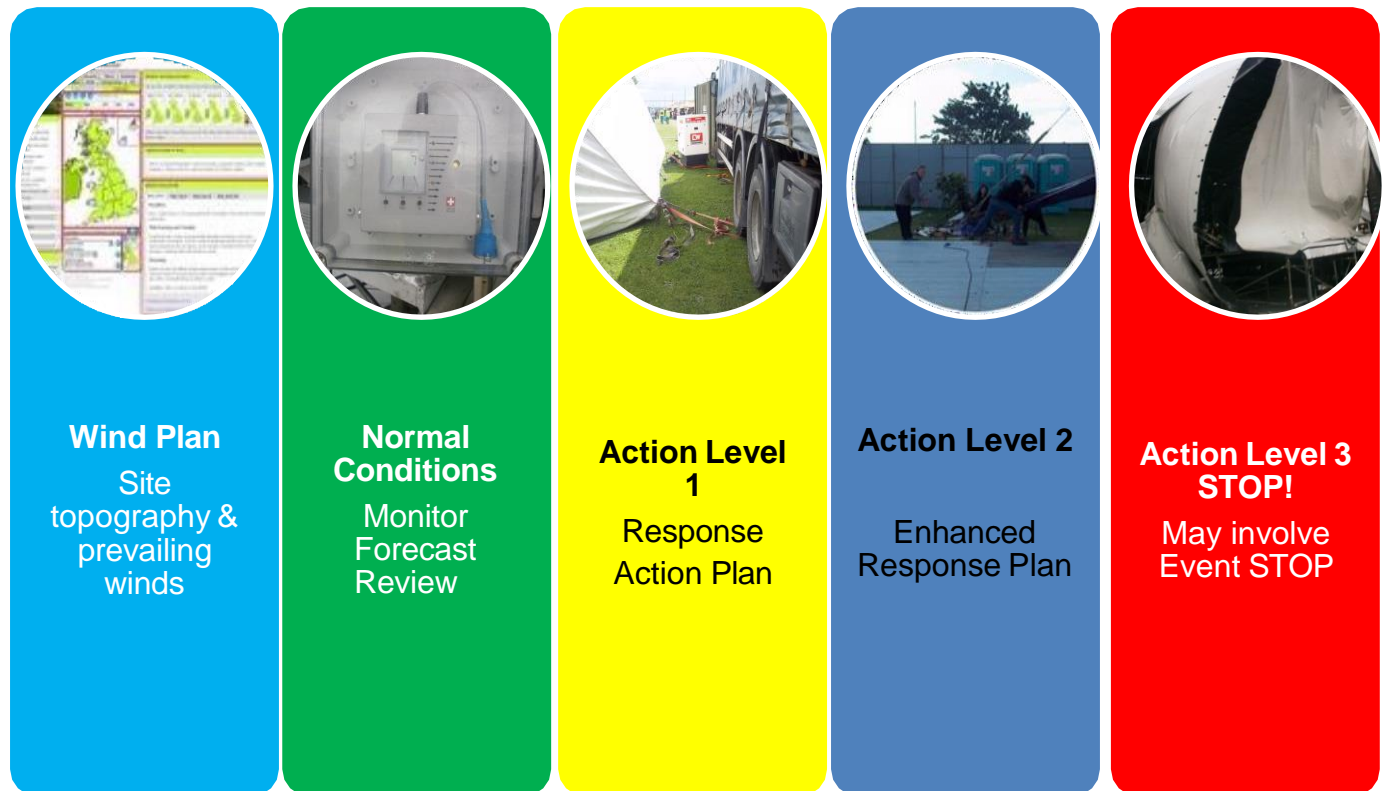 Wind Plan
Site
topography &
prevailing
winds
Normal
Conditions
Monitor
Forecast
Review
Action Level
1
Response
Action Plan
Action Level 2
Enhanced
Response Plan
Action Level 3
STOP!
May involve
Event STOP